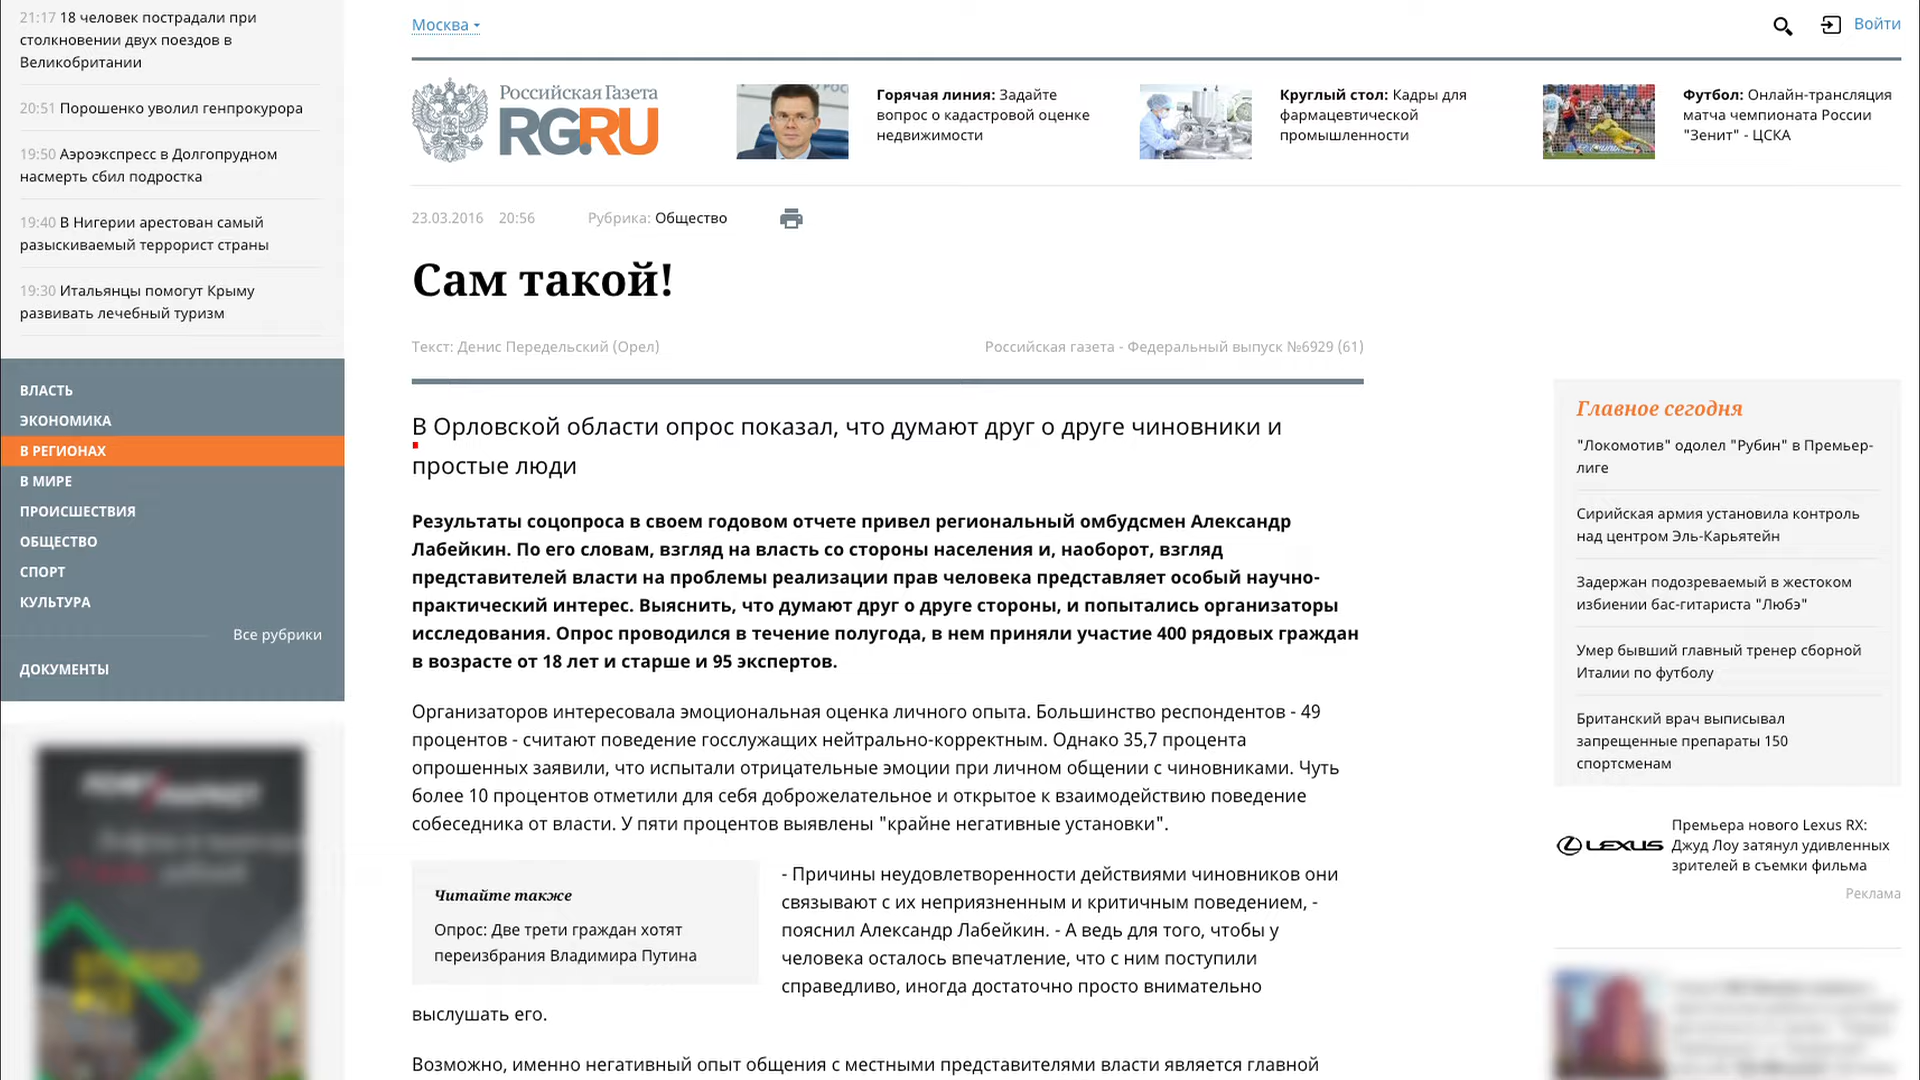 21:17 18 человек пострадали при
столкновении двух поездов в
Великобритании
20:51 Порошенко уволил генпрокурора
19:50 Аэроэкспресс в Долгопрудном
насмерть сбил подростка
19:40 В Нигерии арестован самый
разыскиваемый террорист страны
19:30 Итальянцы помогут Крыму
развивать лечебный туризм
ВЛАСТЬ
ЭКОНОМИКА
В РЕГИОНАХ
В МИРЕ
ПРОИСШЕСТВИЯ
ОБЩЕСТВО
СПОРТ
КУЛЬТУРА
Все рубрики
ДОКУМЕНТЫ
Москва
Войти
Российская Газета
RG.RU
Горячая линия: Задайте
вопрос о кадастровой оценке
недвижимости
Круглый стол: Кадры для
фармацевтической
промышленности
Футбол: Онлайн-трансляция
матча чемпионата России
"Зенит" - ЦСКА
23.03.2016 20:56 Рубрика: Общество
Сам такой!
Текст: Денис Передельский (Орел)
Российская газета - Федеральный выпуск №6929 (61)
В Орловской области опрос показал, что думают друг о друге чиновники и
простые люди
Результаты соцопроса в своем годовом отчете привел региональный омбудсмен Александр
Лабейкин. По его словам, взгляд на власть со стороны населения и, наоборот, взгляд
представителей власти на проблемы реализации прав человека представляет особый научно-
практический интерес. Выяснить, что думают друг о друге стороны, и попытались организаторы
исследования. Опрос проводился в течение полугода, в нем приняли участие 400 рядовых граждан
в возрасте от 18 лет и старше и 95 экспертов.
Организаторов интересовала эмоциональная оценка личного опыта. Большинство респондентов - 49
процентов - считают поведение госслужащих нейтрально-корректным. Однако 35,7 процента
опрошенных заявили, что испытали отрицательные эмоции при личном общении с чиновниками. Чуть
более 10 процентов отметили для себя доброжелательное и открытое к взаимодействию поведение
собеседника от власти. У пяти процентов выявлены "крайне негативные установки".
Читайте также
Опрос: Две трети граждан хотят
переизбрания Владимира Путина
- Причины неудовлетворенности действиями чиновников они
связывают с их неприязненным и критичным поведением, -
пояснил Александр Лабейкин. - А ведь для того, чтобы у
человека осталось впечатление, что с ним поступили
справедливо, иногда достаточно просто внимательно
выслушать его.
Возможно, именно негативный опыт общения с местными представителями власти является главной
Главное сегодня
"Локомотив" одолел "Рубин" в Премьер-
лиге
Сирийская армия установила контроль
над центром Эль-Карьятейн
Задержан подозреваемый в жестоком
избиении бас-гитариста "Любэ"
Умер бывший главный тренер сборной
Италии по футболу
Британский врач выписывал
запрещенные препараты 150
спортсменам
LEXUS
Премьера нового Lexus RX:
Джуд Лоу затянул удивленных
зрителей в съемки фильма
Реклама